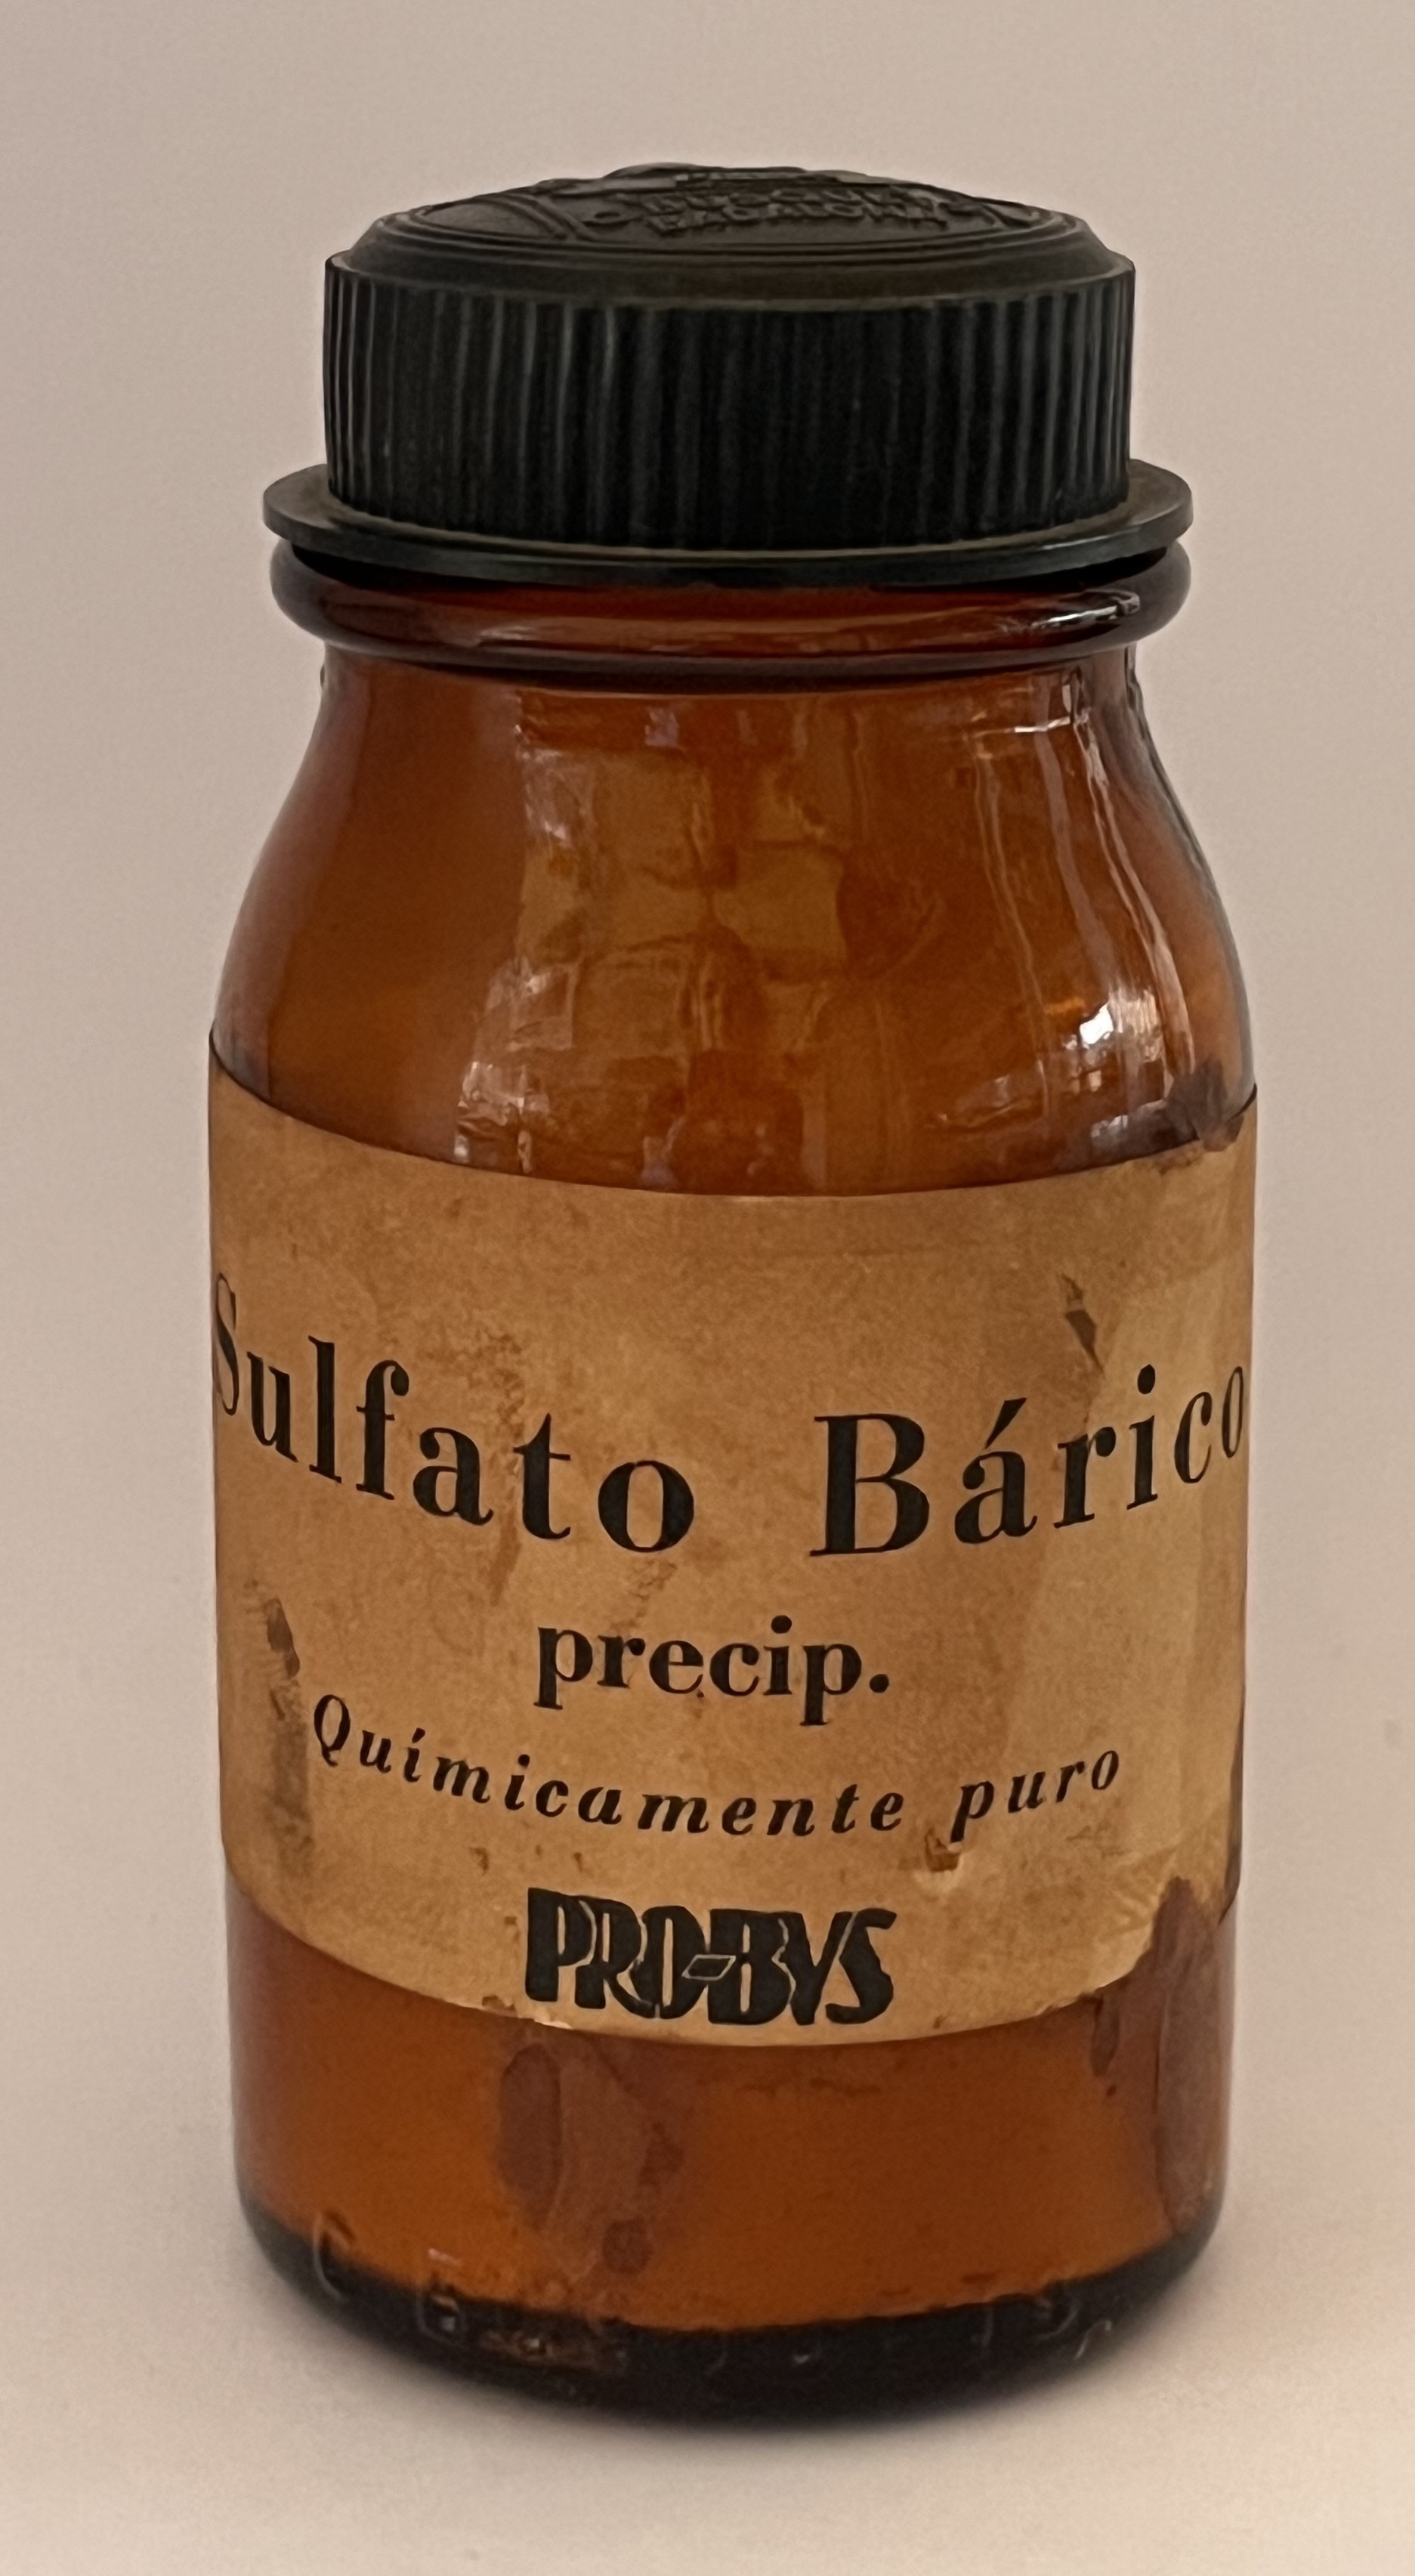 Sulfato Bárico
precip.
Químicamente puro
PRO-BYS